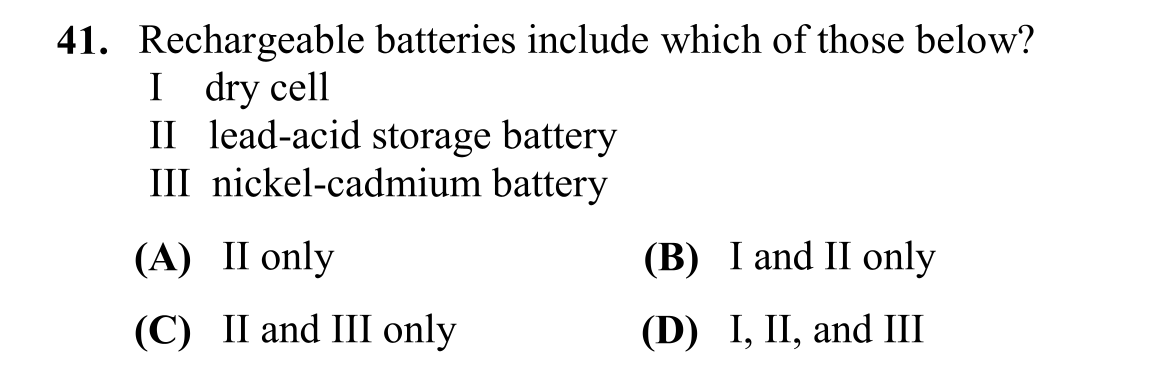 41. Rechargeable batteries include which of those below?
I dry cell
II lead-acid storage battery
III nickel-cadmium battery
(A) II only (B) I and II only
(C) II and III only (D) I, II, and III